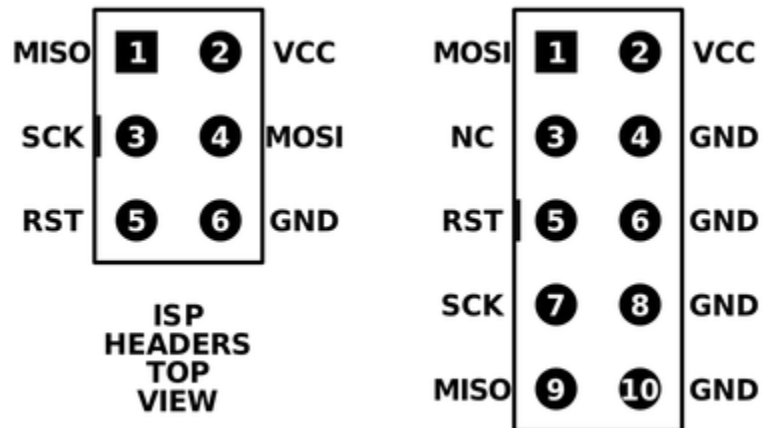 MISO 1 2 VCC
SCK 3 4 MOSI
RST 5 6 GND
ISP
HEADERS
TOP
VIEW
MOSI 1 2 VCC
NC 3 4 GND
RST 5 6 GND
SCK 7 8 GND
MISO 9 10 GND